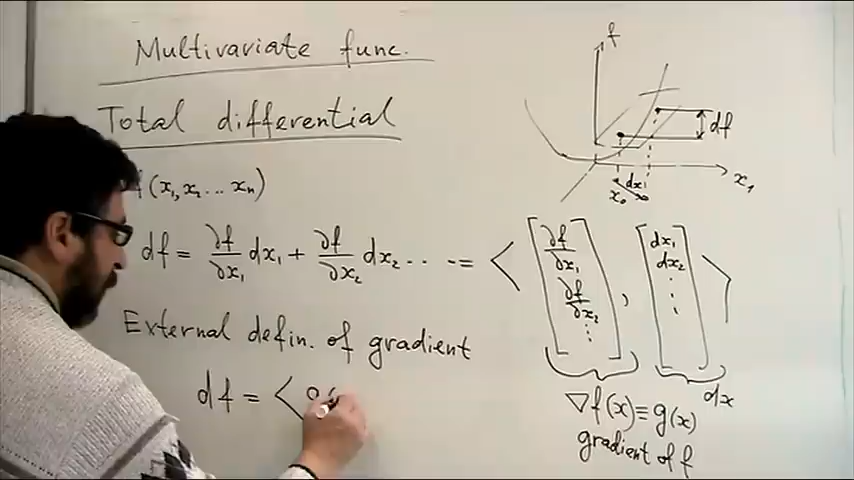 Multivariate func.
Total differential
f(x₁, x₂ ... xₙ)
df = ∂f/∂x₁ dx₁ + ∂f/∂x₂ dx₂ ... = < [∂f/∂x₁ ∂f/∂x₂ ⋮], [dx₁ dx₂ ⋮] >
∇f(x) ≡ g(x)
gradient of f
dx
External defin. of gradient
df = <
f
df
dx₁
x₀
x₁